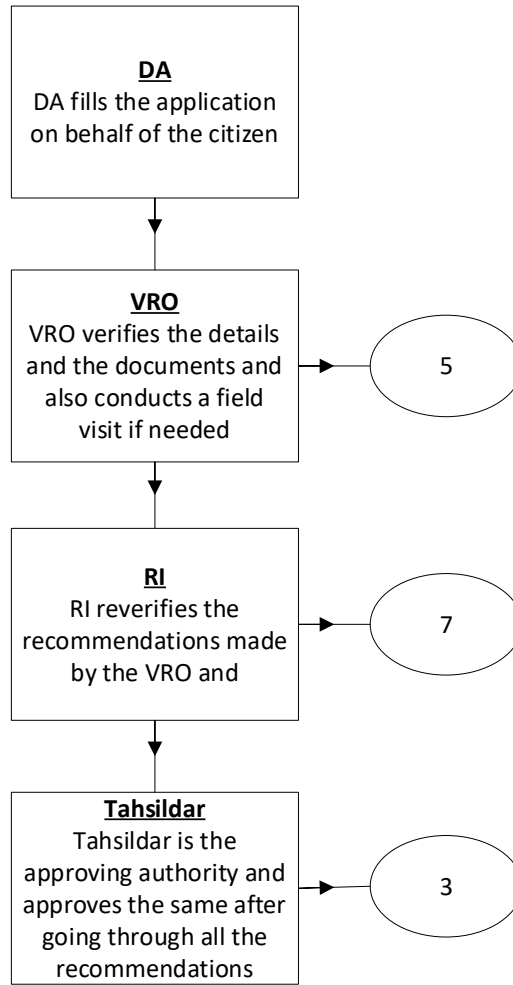 DA
DA fills the application
on behalf of the citizen
VRO
VRO verifies the details
and the documents and
also conducts a field
visit if needed
5
RI
RI reverifies the
recommendations made
by the VRO and
7
Tahsildar
Tahsildar is the
approving authority and
approves the same after
going through all the
recommendations
3